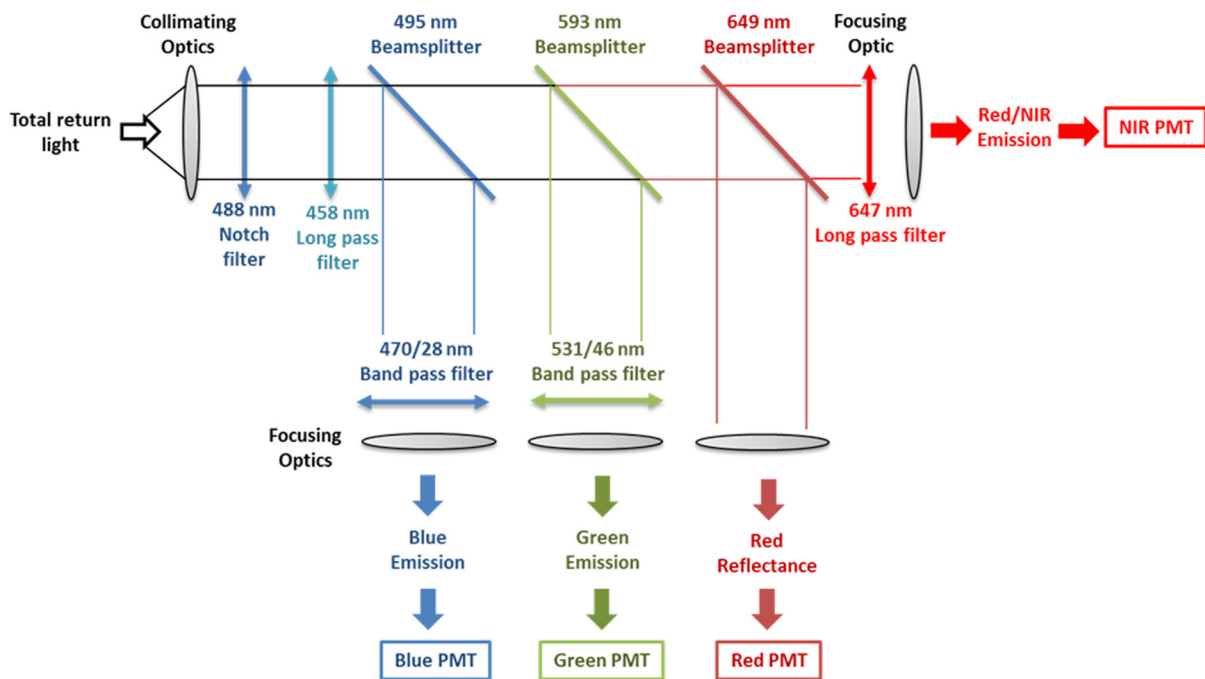 Collimating
Optics
495 nm
Beamsplitter
593 nm
Beamsplitter
649 nm
Beamsplitter
Focusing
Optic
Total return
light
Red/NIR
Emission
NIR PMT
488 nm
Notch
filter
458 nm
Long pass
filter
647 nm
Long pass filter
470/28 nm
Band pass filter
531/46 nm
Band pass filter
Focusing
Optics
Blue
Emission
Green
Emission
Red
Reflectance
Blue PMT
Green PMT
Red PMT